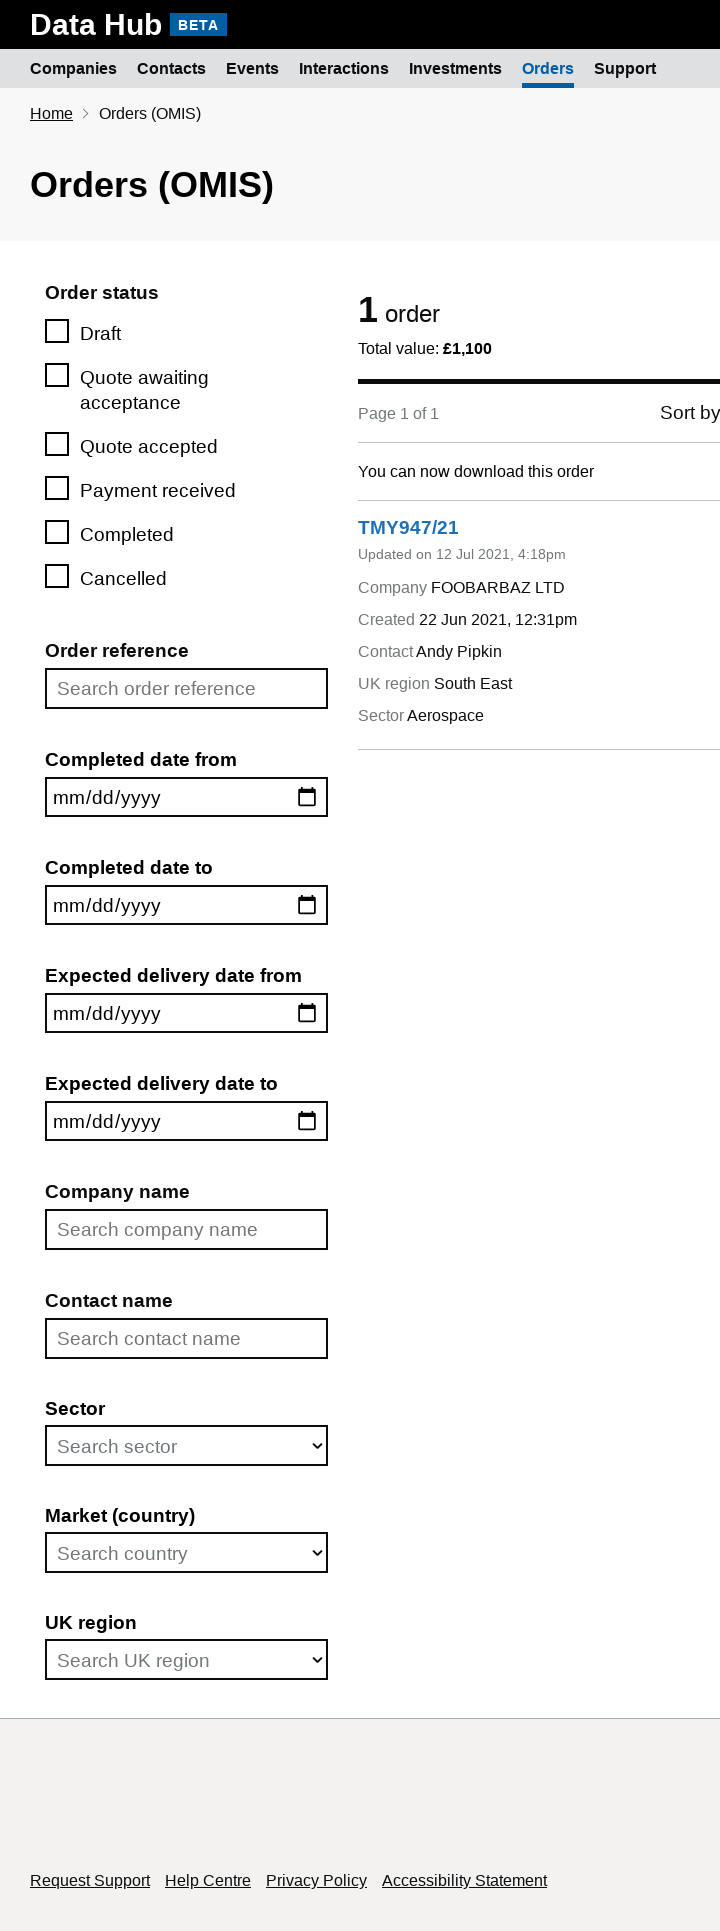 Data Hub BETA
Companies Contacts Events Interactions Investments Orders Support
Home Orders (OMIS)
Orders (OMIS)
Order status
Draft
Quote awaiting
acceptance
Quote accepted
Payment received
Completed
Cancelled
Order reference
Search order reference
Completed date from
mm/dd/yyyy
Completed date to
mm/dd/yyyy
Expected delivery date from
mm/dd/yyyy
Expected delivery date to
mm/dd/yyyy
Company name
Search company name
Contact name
Search contact name
Sector
Search sector
Market (country)
Search country
UK region
Search UK region
1 order
Total value: £1,100
Page 1 of 1 Sort by
You can now download this order
TMY947/21
Updated on 12 Jul 2021, 4:18pm
Company FOOBARBAZ LTD
Created 22 Jun 2021, 12:31pm
Contact Andy Pipkin
UK region South East
Sector Aerospace
Request Support Help Centre Privacy Policy Accessibility Statement